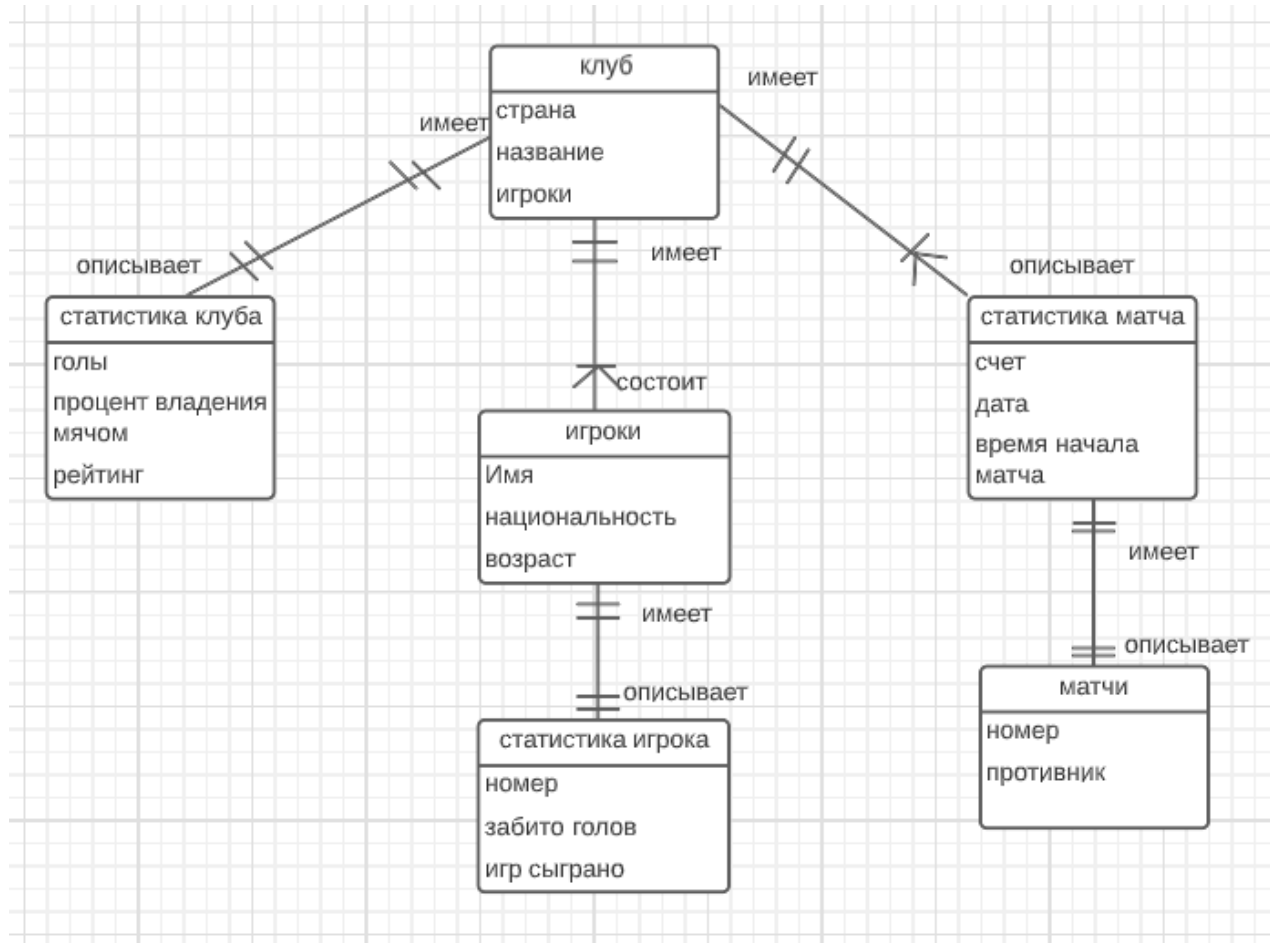 клуб
страна
название
игроки
имеет
имеет
имеет
описывает
статистика клуба
голы
процент владения
мячом
рейтинг
состоит
игроки
Имя
национальность
возраст
имеет
описывает
статистика игрока
номер
забито голов
игр сыграно
описывает
статистика матча
счет
дата
время начала
матча
имеет
описывает
матчи
номер
противник